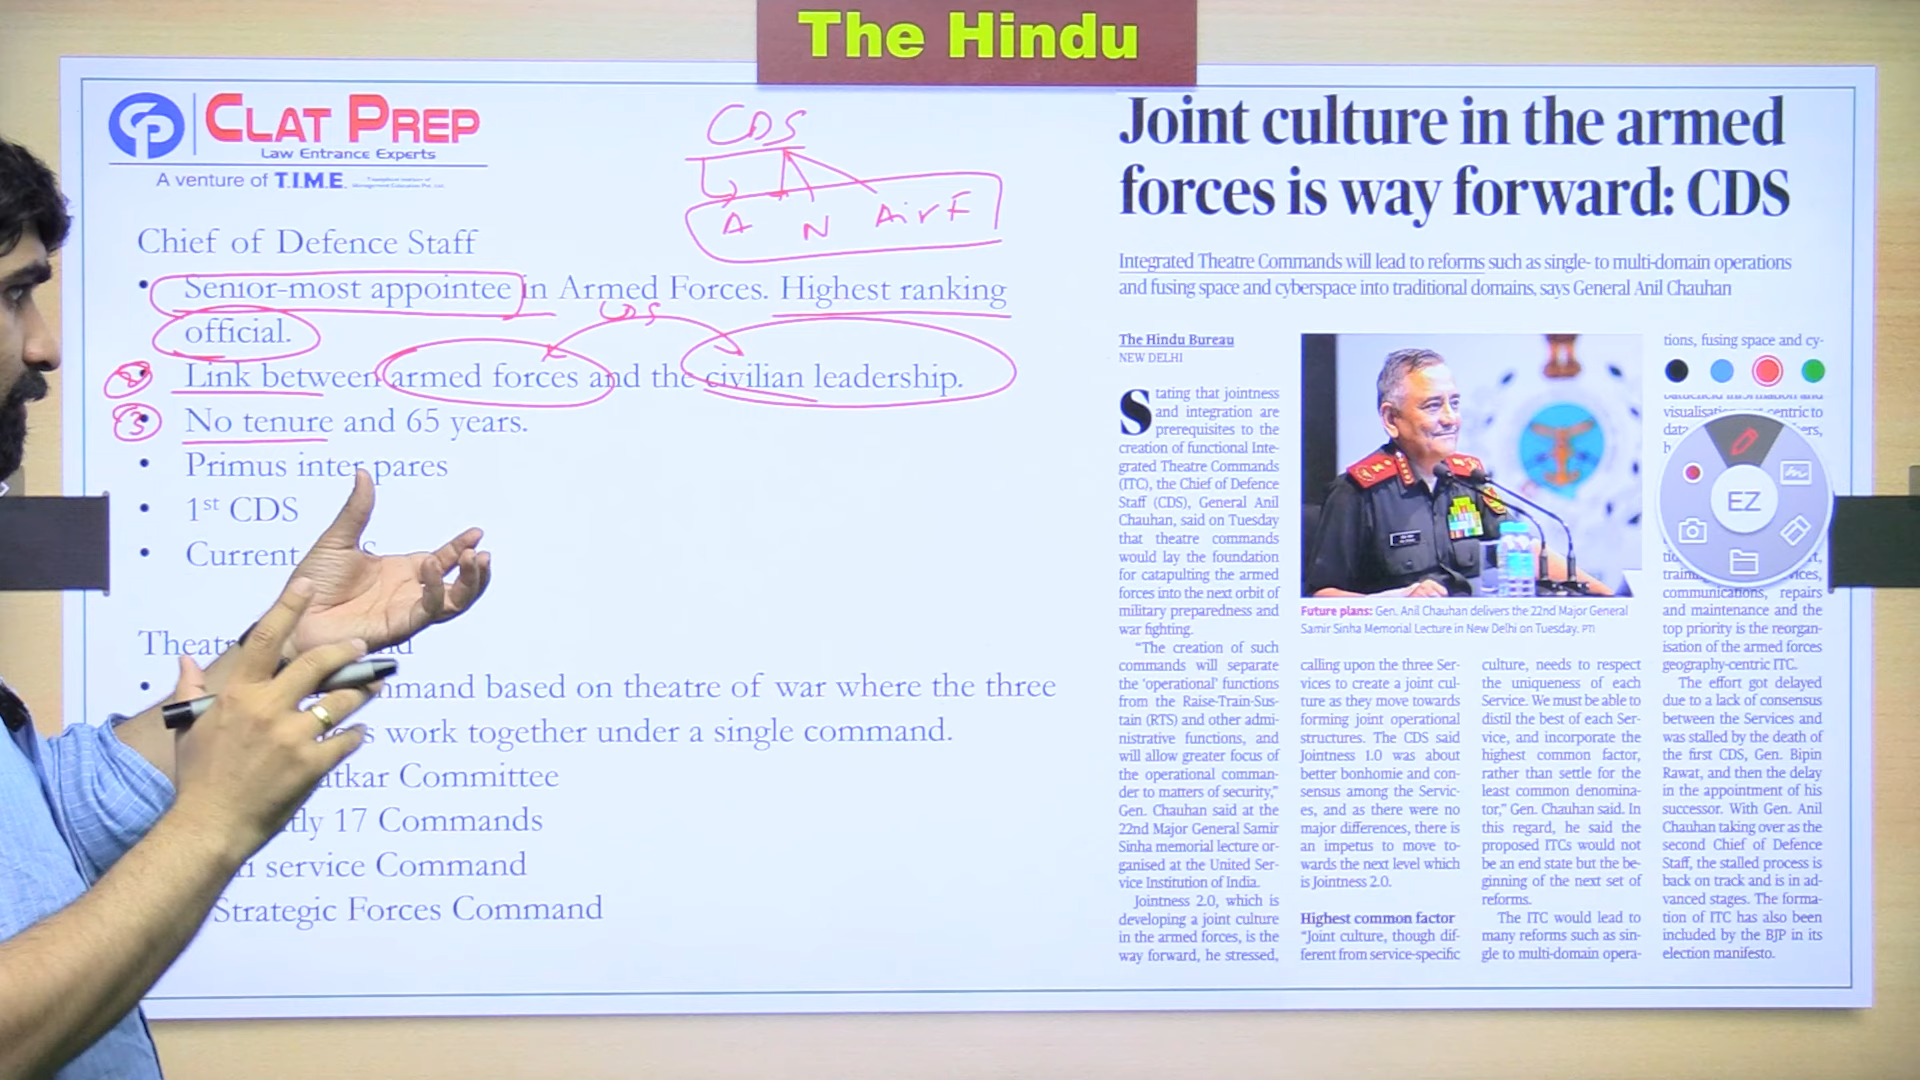 The Hindu
CLAT PREP
Law Entrance Experts
A venture of T.I.M.E.
CDS
A N Air F
Chief of Defence Staff
• Senior-most appointee in Armed Forces. Highest ranking
official.
CDS
• Link between armed forces and the civilian leadership.
• No tenure and 65 years.
• Primus inter pares
• 1st CDS
• Current
mmand based on theatre of war where the three
work together under a single command.
Committee
17 Commands
service Command
Strategic Forces Command
Joint culture in the armed
forces is way forward: CDS
Integrated Theatre Commands will lead to reforms such as single- to multi-domain operations
and fusing space and cyberspace into traditional domains, says General Anil Chauhan
The Hindu Bureau
NEW DELHI
Stating that jointness
and integration are
prerequisites to the
creation of functional Inte-
grated Theatre Commands
(ITC), the Chief of Defence
Staff (CDS), General Anil
Chauhan, said on Tuesday
that theatre commands
would lay the foundation
for catapulting the armed
forces into the next orbit of
military preparedness and
war fighting.
"The creation of such
commands will separate
the 'operational' functions
from the Raise-Train-Sus-
tain (RTS) and other admi-
nistrative functions, and
will allow greater focus of
the operational comman-
der to matters of security,"
Gen. Chauhan said at the
22nd Major General Samir
Sinha memorial lecture or-
ganised at the United Ser-
vice Institution of India.
Jointness 2.0, which is
developing a joint culture
in the armed forces, is the
way forward, he stressed,
Future plans: Gen. Anil Chauhan delivers the 22nd Major General
Samir Sinha Memorial Lecture in New Delhi on Tuesday. PTI
calling upon the three Ser-
vices to create a joint cul-
ture as they move towards
forming joint operational
structures. The CDS said
Jointness 1.0 was about
better bonhomie and con-
sensus among the Servic-
es, and as there were no
major differences, there is
an impetus to move to-
wards the next level which
is Jointness 2.0.
Highest common factor
"Joint culture, though dif-
ferent from service-specific
culture, needs to respect
the uniqueness of each
Service. We must be able to
distil the best of each Ser-
vice, and incorporate the
highest common factor,
rather than settle for the
least common denomina-
tor," Gen. Chauhan said. In
this regard, he said the
proposed ITCs would not
be an end state but the be-
ginning of the next set of
reforms.
The ITC would lead to
many reforms such as sin-
gle to multi-domain opera-
tions, fusing space and cy-
EZ
communications, repairs
and maintenance and the
top priority is the reorgan-
isation of the armed forces
geography-centric ITC.
The effort got delayed
due to a lack of consensus
between the Services and
was stalled by the death of
the first CDS, Gen. Bipin
Rawat, and then the delay
in the appointment of his
successor. With Gen. Anil
Chauhan taking over as the
second Chief of Defence
Staff, the stalled process is
back on track and is in ad-
vanced stages. The forma-
tion of ITC has also been
included by the BJP in its
election manifesto.